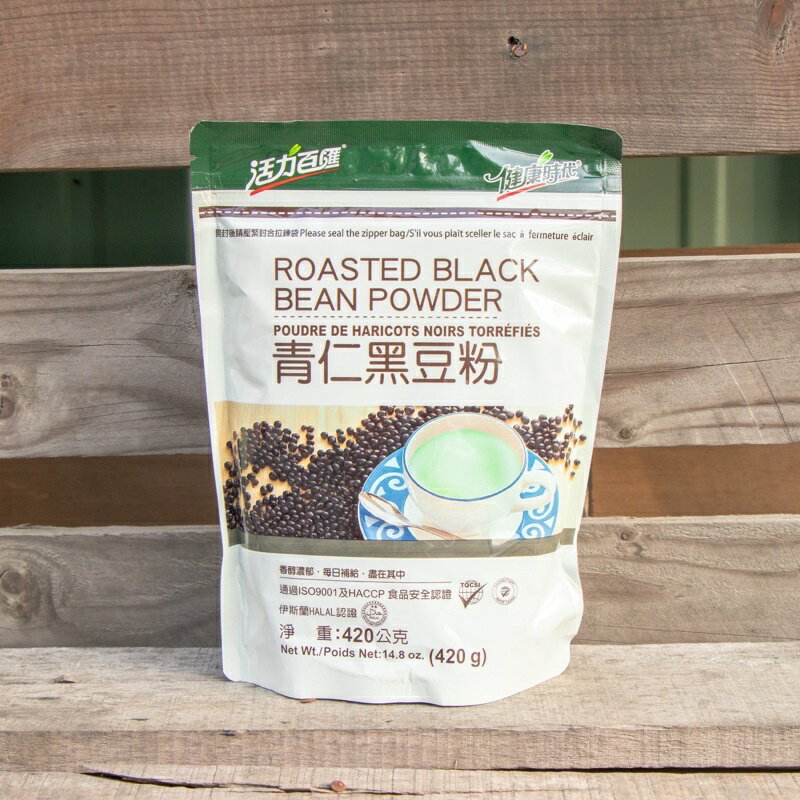 活力百匯
健康時代
開封後請壓緊封合拉鍊袋 Please seal the zipper bag/S'il vous plaît sceller le sac à fermeture éclair
ROASTED BLACK
BEAN POWDER
POUDRE DE HARICOTS NOIRS TORRÉFIÉS
青仁黑豆粉
香醇濃郁・每日補給・盡在其中
通過ISO9001及HACCP 食品安全認證
TQCSI
伊斯蘭HALAL認證
淨 重:420公克
Net Wt./Poids Net:14.8 oz. (420 g)